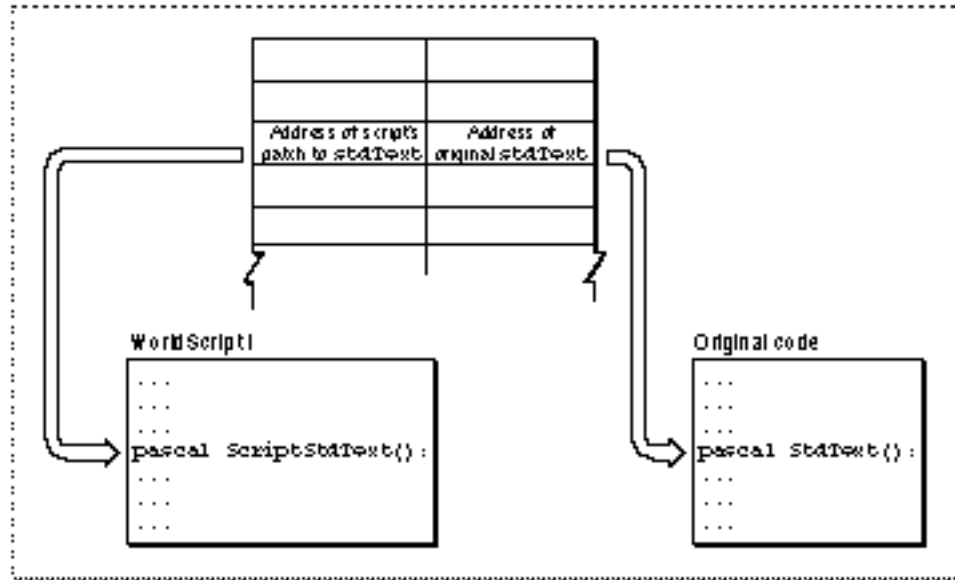 Address of script's
patch to stdText
Address of
original stdText
WorldScript I
...
...
...
pascal ScriptStdText();
...
...
...
Original code
...
...
...
pascal StdText();
...
...
...